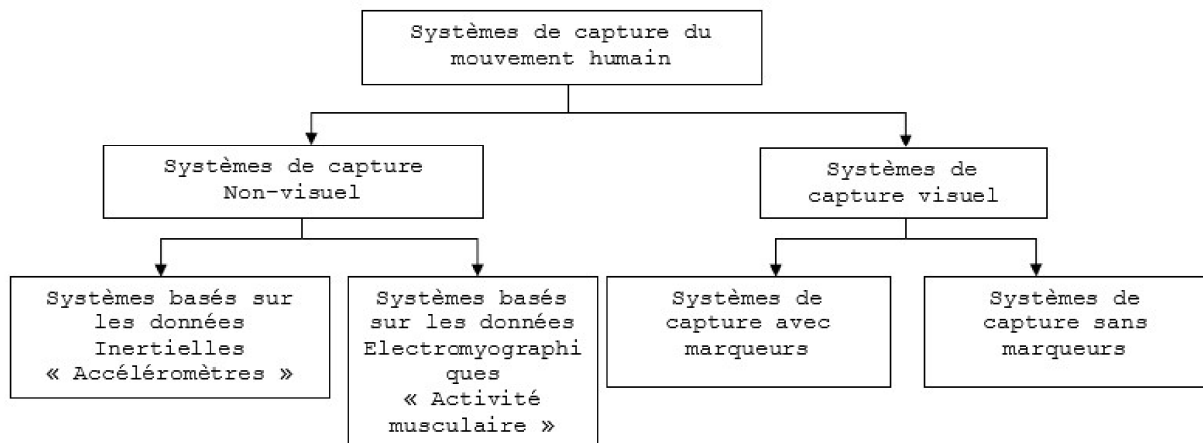 Systèmes de capture du
mouvement humain
Systèmes de capture
Non-visuel
Systèmes de
capture visuel
Systèmes basés sur
les données
Inertielles
« Accéléromètres »
Systèmes basés
sur les données
Electromyographi
ques
« Activité
musculaire »
Systèmes de
capture avec
marqueurs
Systèmes de
capture sans
marqueurs